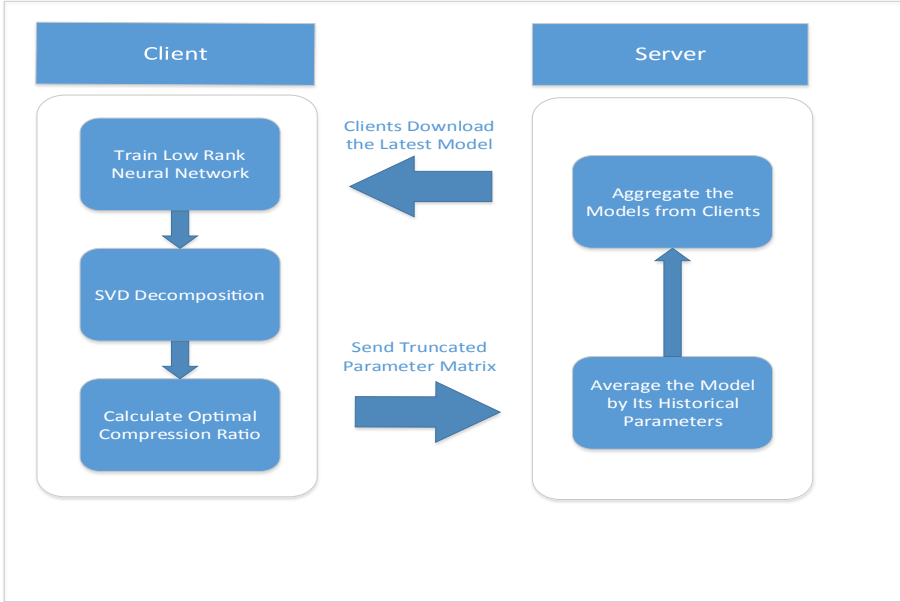 Client
Server
Train Low Rank
Neural Network
SVD Decomposition
Calculate Optimal
Compression Ratio
Clients Download
the Latest Model
Send Truncated
Parameter Matrix
Aggregate the
Models from Clients
Average the Model
by Its Historical
Parameters